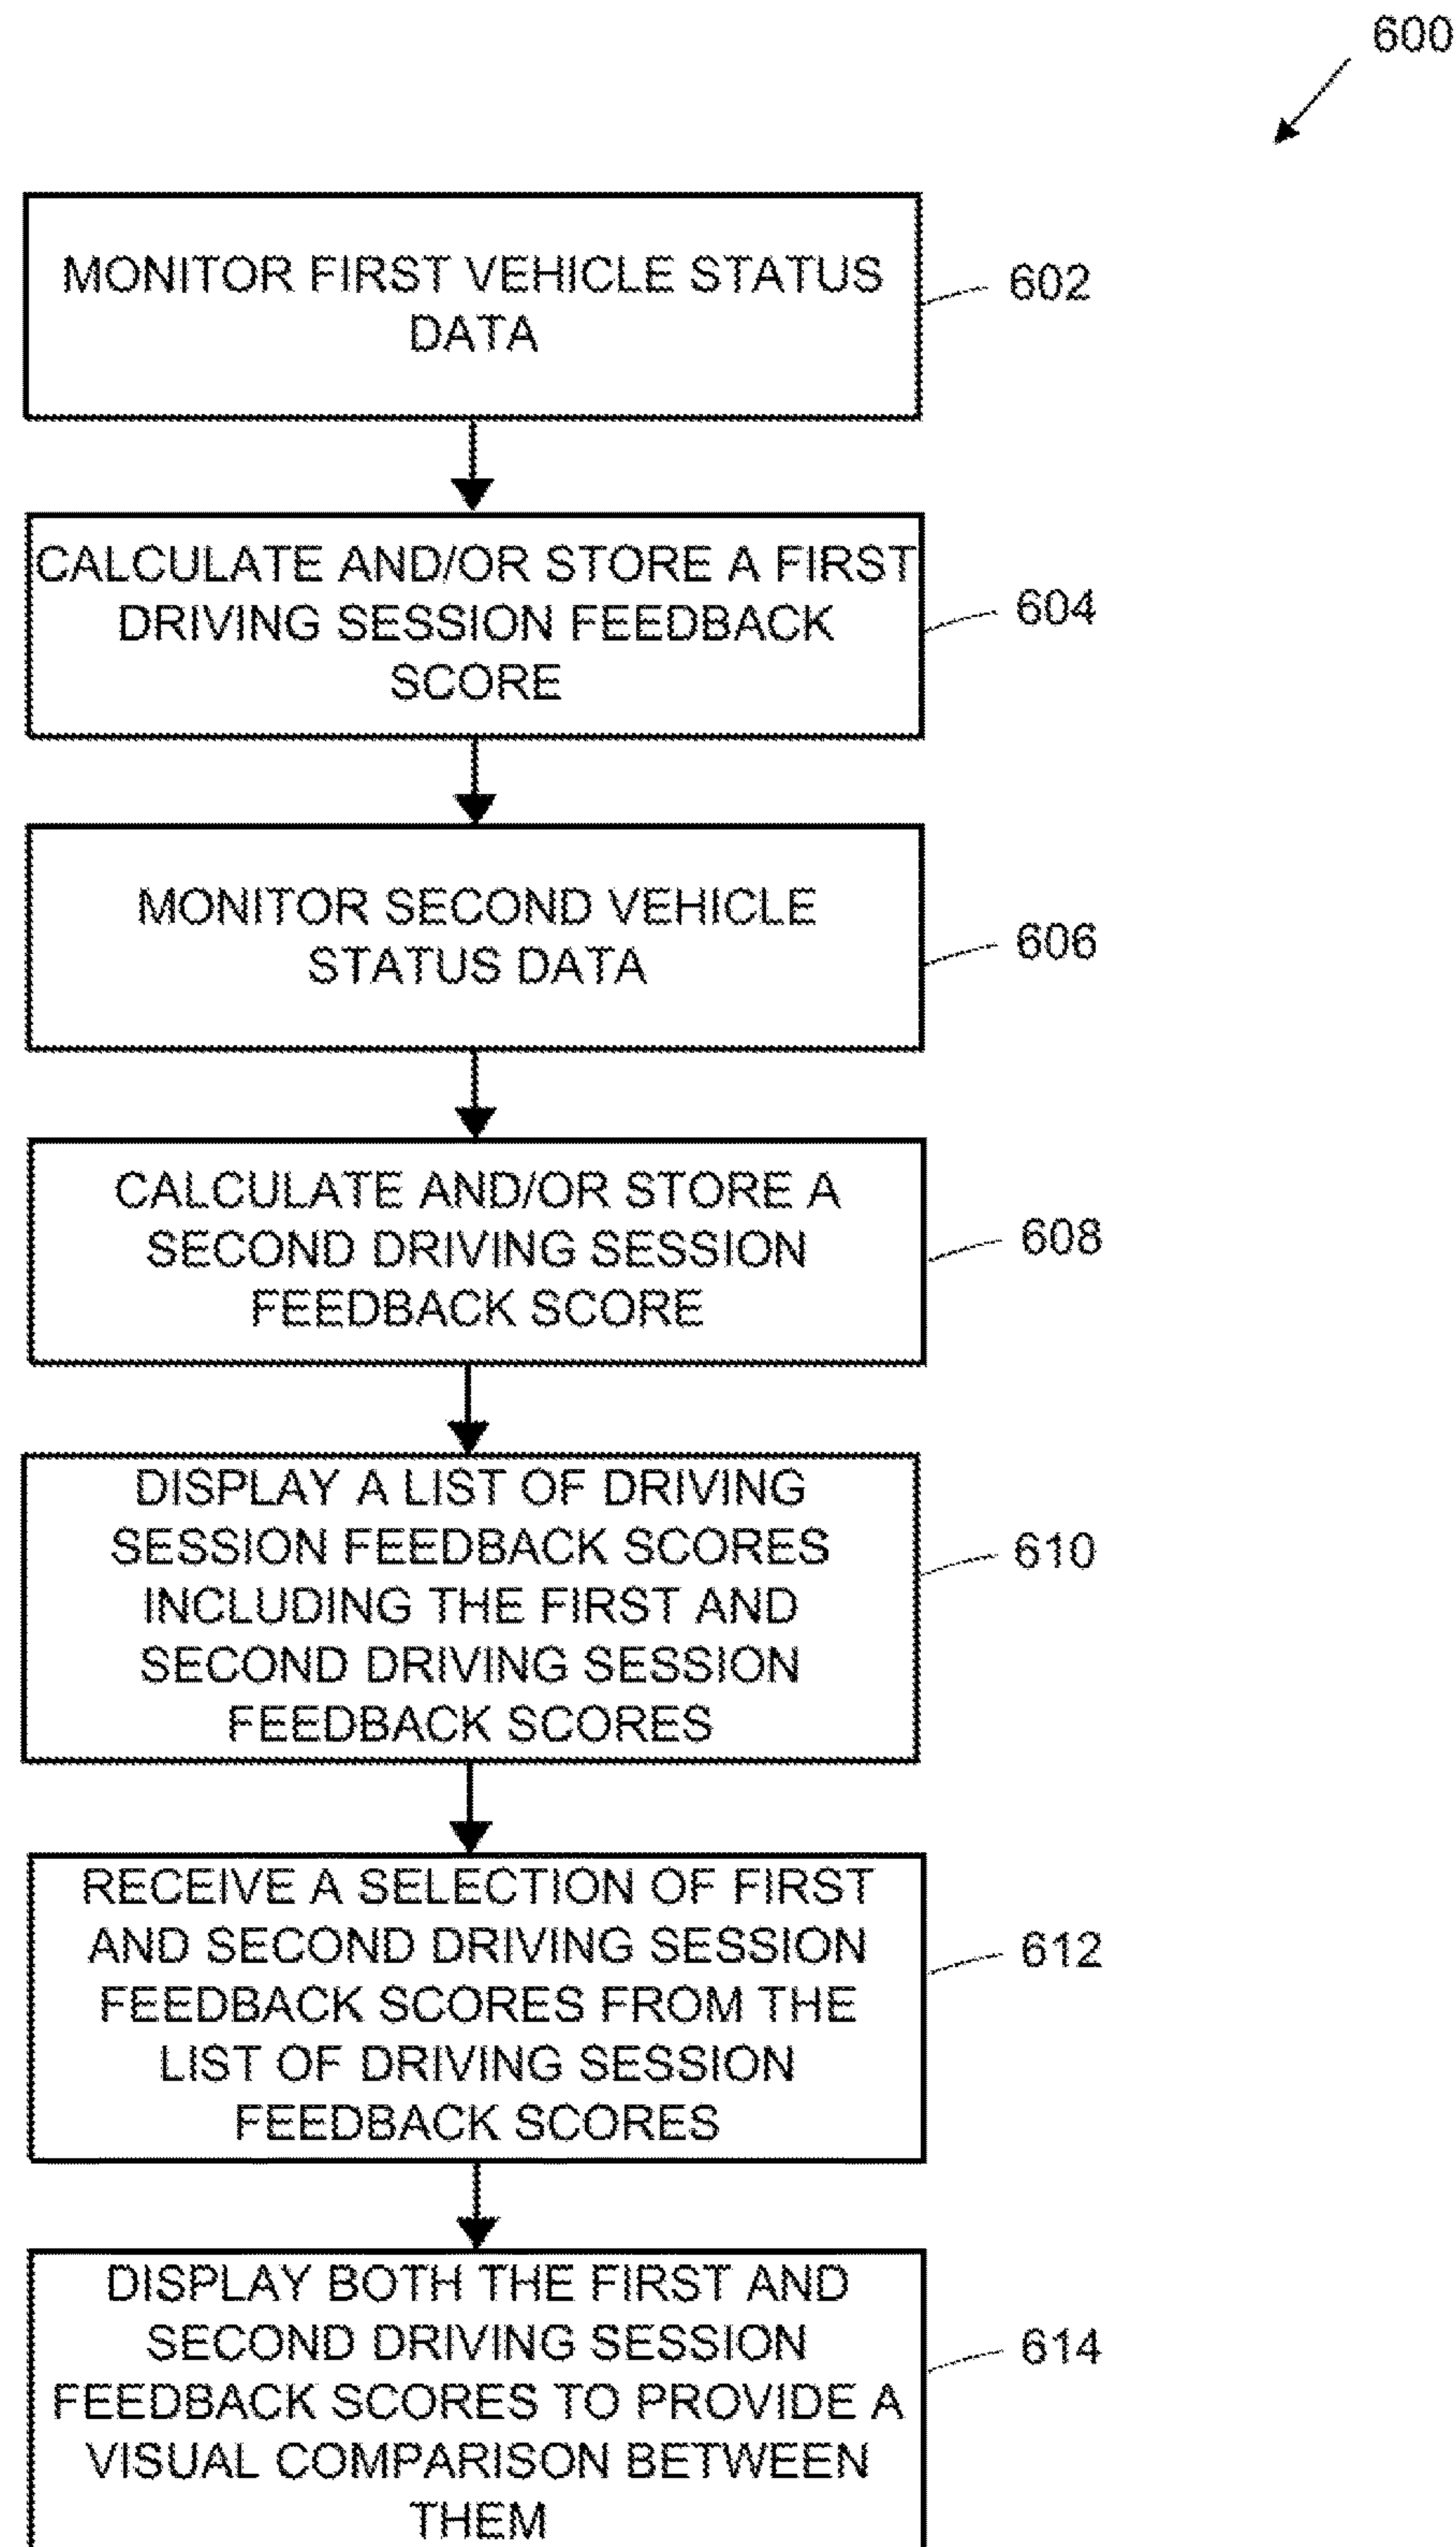 600
MONITOR FIRST VEHICLE STATUS
DATA
602
CALCULATE AND/OR STORE A FIRST
DRIVING SESSION FEEDBACK
SCORE
604
MONITOR SECOND VEHICLE
STATUS DATA
606
CALCULATE AND/OR STORE A
SECOND DRIVING SESSION
FEEDBACK SCORE
608
DISPLAY A LIST OF DRIVING
SESSION FEEDBACK SCORES
INCLUDING THE FIRST AND
SECOND DRIVING SESSION
FEEDBACK SCORES
610
RECEIVE A SELECTION OF FIRST
AND SECOND DRIVING SESSION
FEEDBACK SCORES FROM THE
LIST OF DRIVING SESSION
FEEDBACK SCORES
612
DISPLAY BOTH THE FIRST AND
SECOND DRIVING SESSION
FEEDBACK SCORES TO PROVIDE A
VISUAL COMPARISON BETWEEN
THEM
614